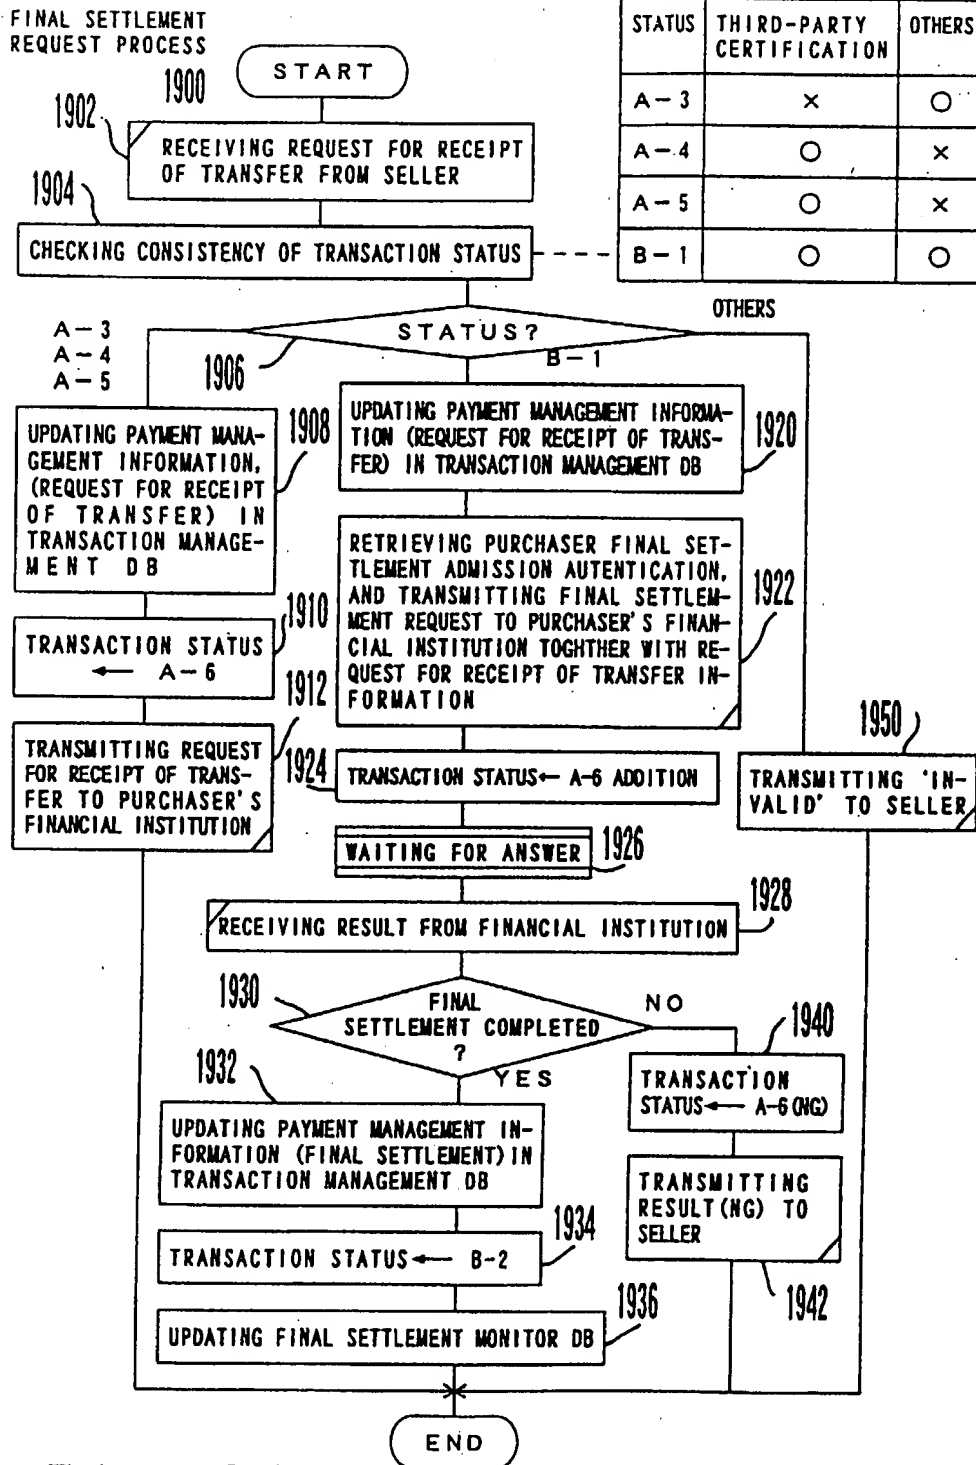 FINAL SETTLEMENT
REQUEST PROCESS
START
1900
1902
RECEIVING REQUEST FOR RECEIPT
OF TRANSFER FROM SELLER
1904
CHECKING CONSISTENCY OF TRANSACTION STATUS
STATUS
THIRD-PARTY
CERTIFICATION
OTHERS
A-3 × ○
A-4 ○ ×
A-5 ○ ×
B-1 ○ ○
STATUS?
1906
A-3
A-4
A-5
B-1
OTHERS
UPDATING PAYMENT MANA-
GEMENT INFORMATION,
(REQUEST FOR RECEIPT
OF TRANSFER) IN
TRANSACTION MANAGE-
MENT DB
1908
TRANSACTION STATUS
← A-6
1910
TRANSMITTING REQUEST
FOR RECEIPT OF TRANS-
FER TO PURCHASER'S
FINANCIAL INSTITUTION
1912
UPDATING PAYMENT MANAGEMENT INFORMA-
TION (REQUEST FOR RECEIPT OF TRANS-
FER) IN TRANSACTION MANAGEMENT DB
1920
RETRIEVING PURCHASER FINAL SET-
TLEMENT ADMISSION AUTENTICATION,
AND TRANSMITTING FINAL SETTLEM-
MENT REQUEST TO PURCHASER'S FINAN-
CIAL INSTITUTION TOGHTHER WITH RE-
QUEST FOR RECEIPT OF TRANSFER IN-
FORMATION
1922
1924
TRANSACTION STATUS← A-6 ADDITION
WAITING FOR ANSWER
1926
RECEIVING RESULT FROM FINANCIAL INSTITUTION
1928
1930
FINAL
SETTLEMENT COMPLETED
?
NO
YES
1932
UPDATING PAYMENT MANAGEMENT IN-
FORMATION (FINAL SETTLEMENT) IN
TRANSACTION MANAGEMENT DB
TRANSACTION STATUS← B-2
1934
UPDATING FINAL SETTLEMENT MONITOR DB
1936
1940
TRANSACTION
STATUS← A-6(NG)
TRANSMITTING
RESULT(NG) TO
SELLER
1942
1950
TRANSMITTING 'IN-
VALID' TO SELLER
END